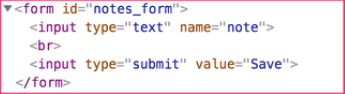 ▼<form id="notes_form">
<input type="text" name="note">
<br>
<input type="submit" value="Save">
</form>